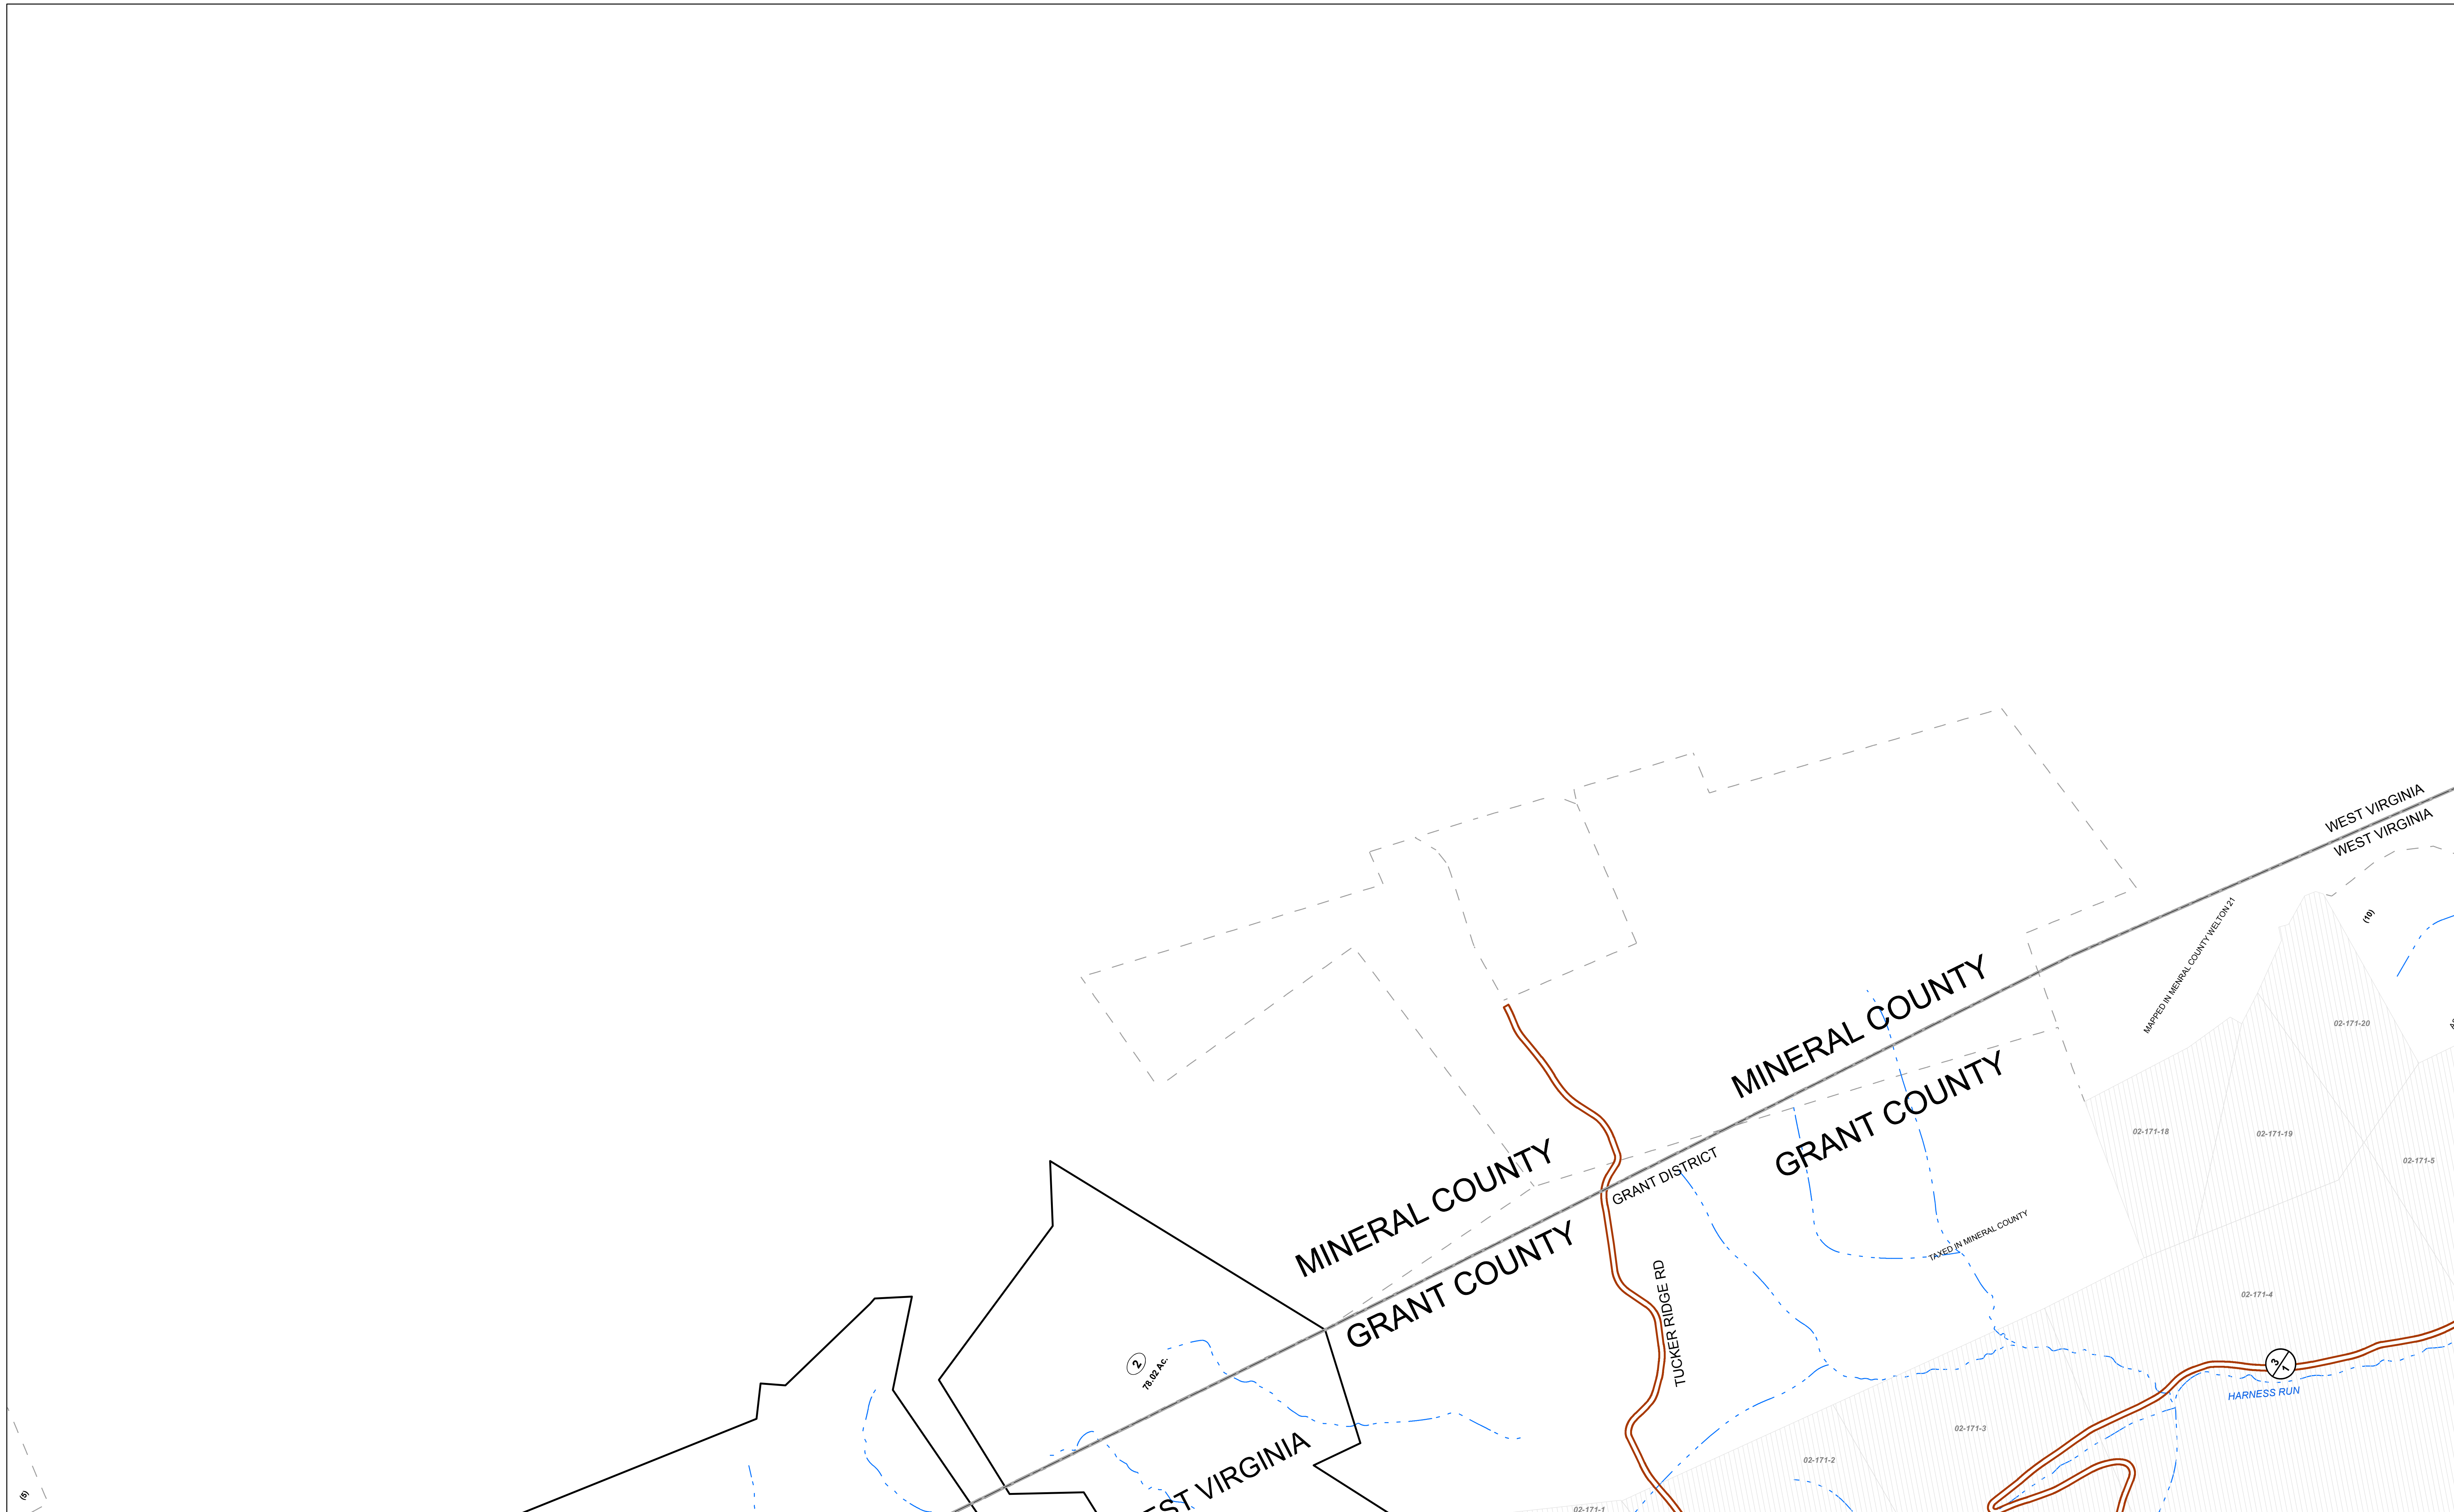 WEST VIRGINIA
WEST VIRGINIA
MAPPED IN MENIRAL COUNTY WELTON 21
(10)
MINERAL COUNTY
GRANT COUNTY
02-171-20
02-171-18
02-171-19
02-171-5
MINERAL COUNTY
GRANT COUNTY
GRANT DISTRICT
TAXED IN MINERAL COUNTY
TUCKER RIDGE RD
02-171-4
2
78.02 Ac.
3
1
HARNESS RUN
02-171-3
02-171-2
EST VIRGINIA
(5)
02-171-1